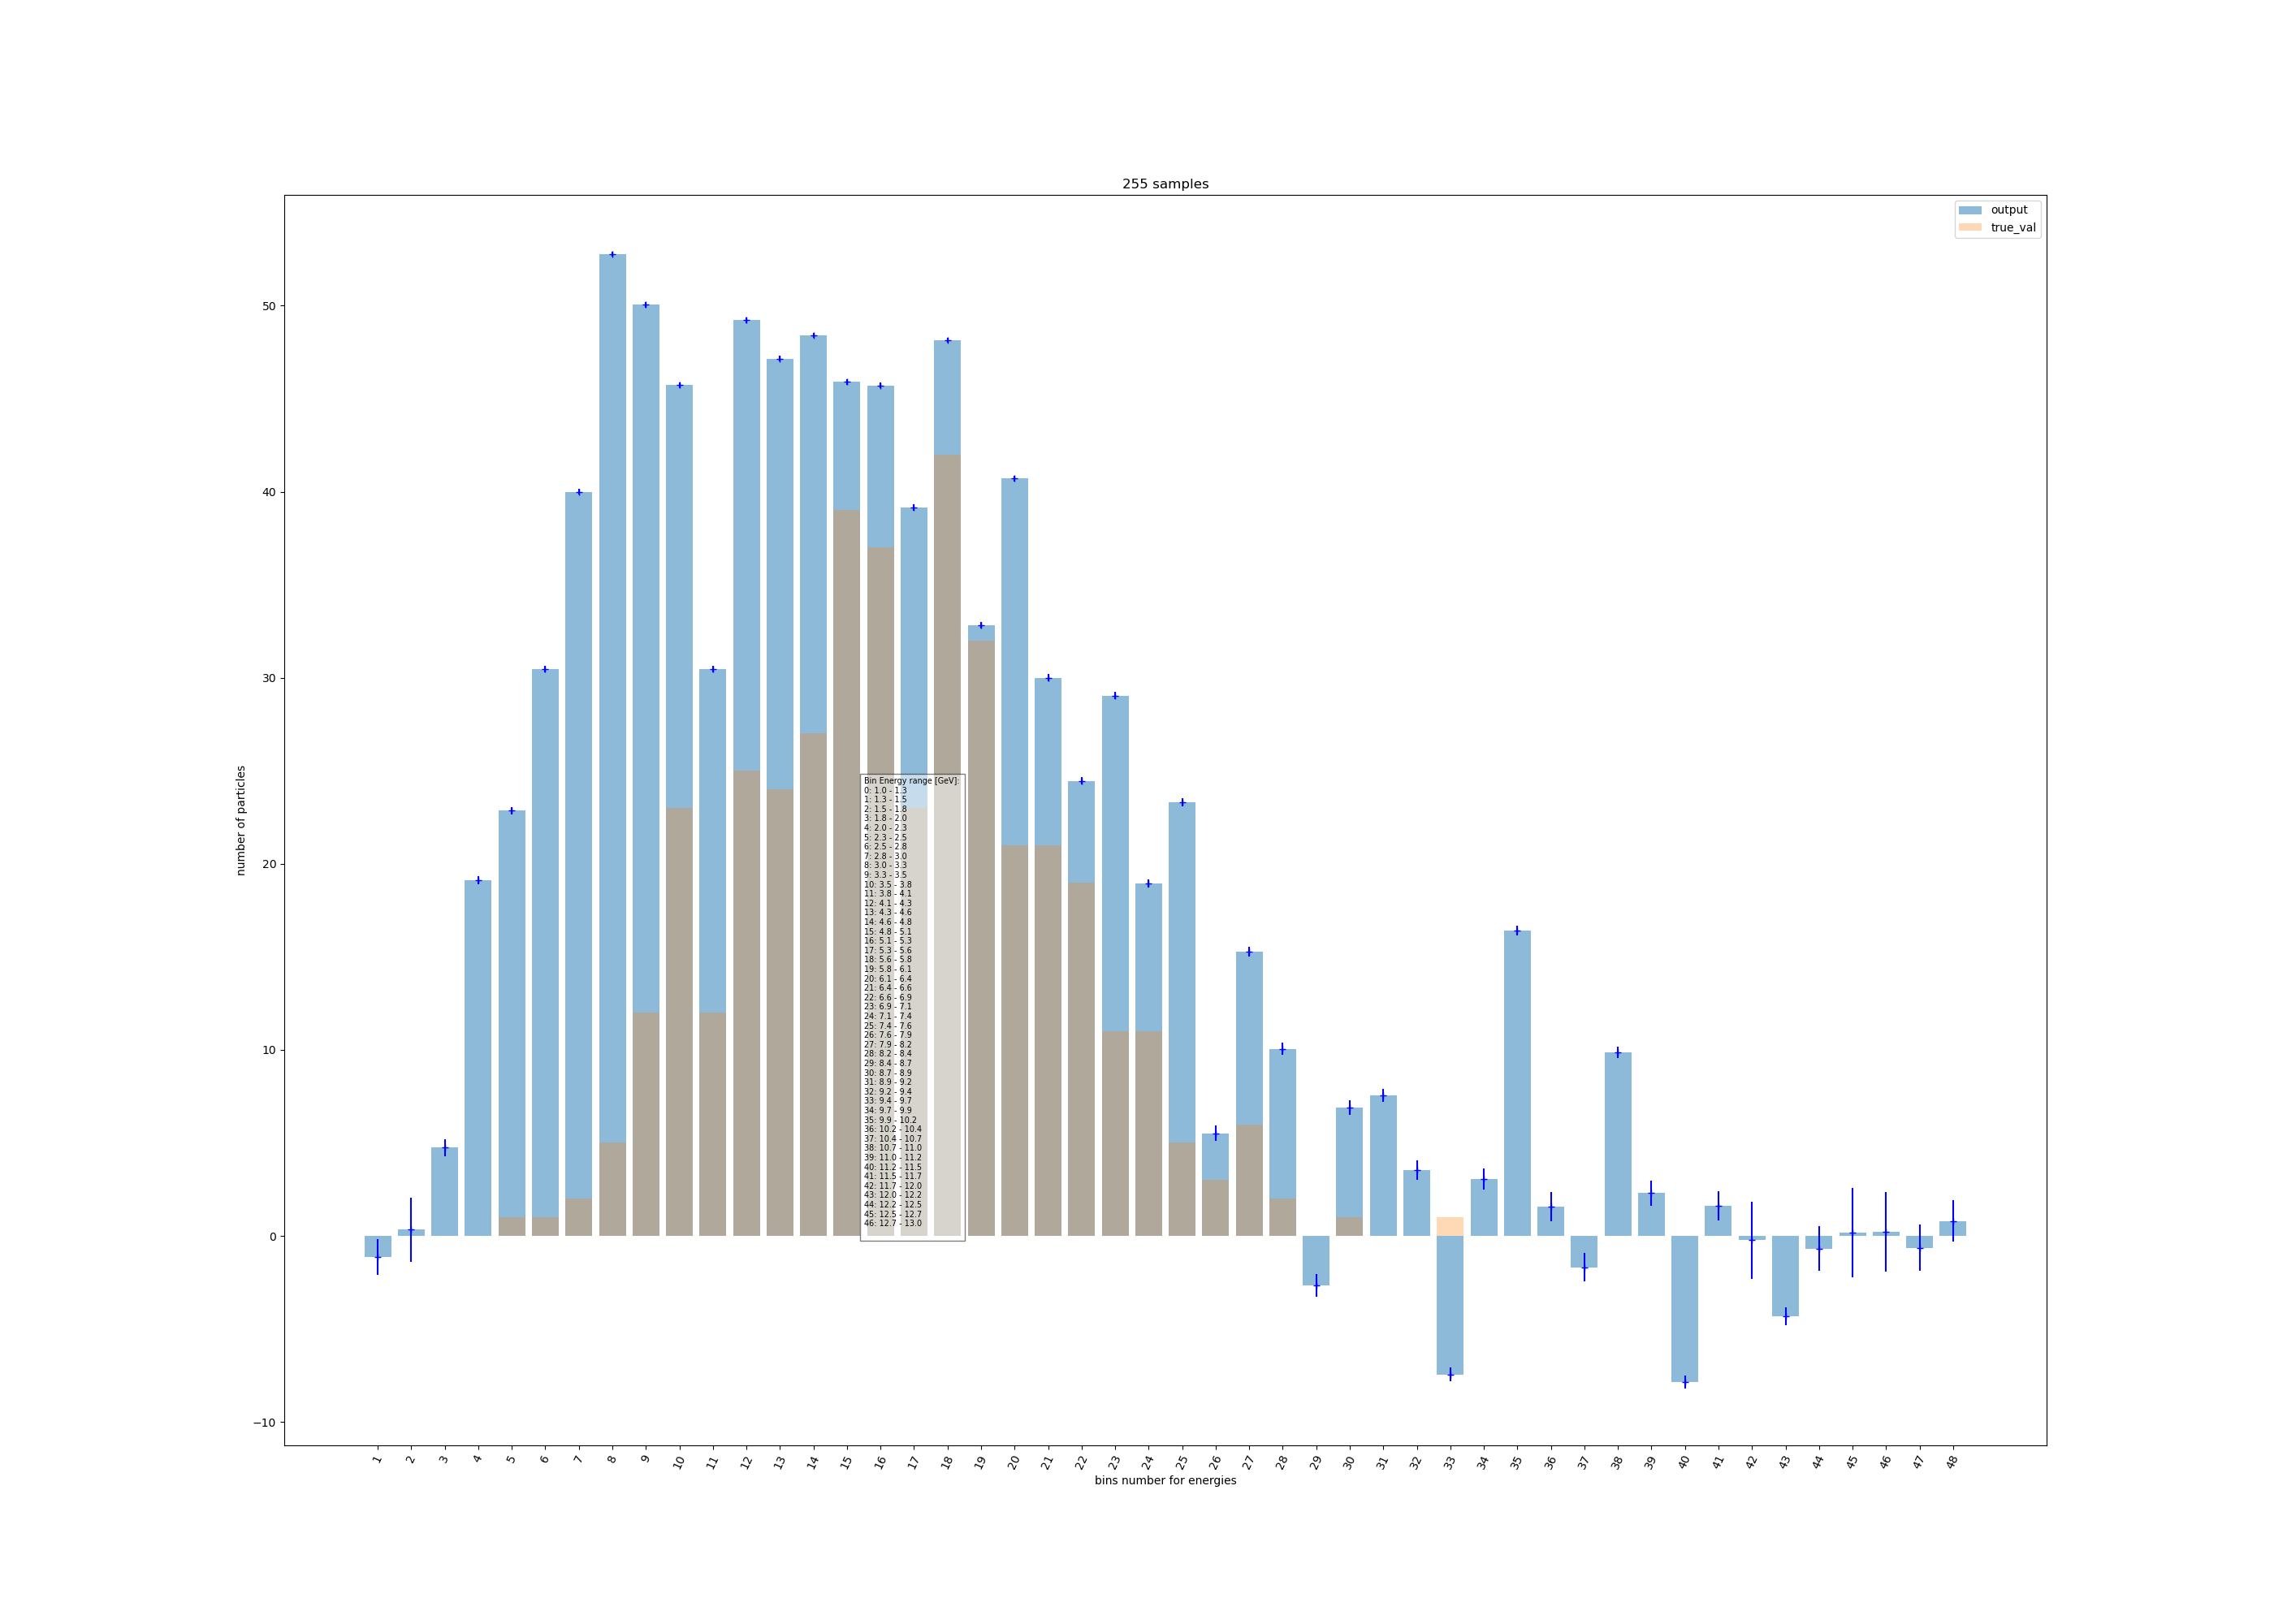 255 samples
output
true_val
number of particles
50
40
30
20
10
0
−10
Bin Energy range [GeV]:
0: 1.0 - 1.3
1: 1.3 - 1.5
2: 1.5 - 1.8
3: 1.8 - 2.0
4: 2.0 - 2.3
5: 2.3 - 2.5
6: 2.5 - 2.8
7: 2.8 - 3.0
8: 3.0 - 3.3
9: 3.3 - 3.5
10: 3.5 - 3.8
11: 3.8 - 4.1
12: 4.1 - 4.3
13: 4.3 - 4.6
14: 4.6 - 4.8
15: 4.8 - 5.1
16: 5.1 - 5.3
17: 5.3 - 5.6
18: 5.6 - 5.8
19: 5.8 - 6.1
20: 6.1 - 6.4
21: 6.4 - 6.6
22: 6.6 - 6.9
23: 6.9 - 7.1
24: 7.1 - 7.4
25: 7.4 - 7.6
26: 7.6 - 7.9
27: 7.9 - 8.2
28: 8.2 - 8.4
29: 8.4 - 8.7
30: 8.7 - 8.9
31: 8.9 - 9.2
32: 9.2 - 9.4
33: 9.4 - 9.7
34: 9.7 - 9.9
35: 9.9 - 10.2
36: 10.2 - 10.4
37: 10.4 - 10.7
38: 10.7 - 11.0
39: 11.0 - 11.2
40: 11.2 - 11.5
41: 11.5 - 11.7
42: 11.7 - 12.0
43: 12.0 - 12.2
44: 12.2 - 12.5
45: 12.5 - 12.7
46: 12.7 - 13.0
1 2 3 4 5 6 7 8 9 10 11 12 13 14 15 16 17 18 19 20 21 22 23 24 25 26 27 28 29 30 31 32 33 34 35 36 37 38 39 40 41 42 43 44 45 46 47 48
bins number for energies